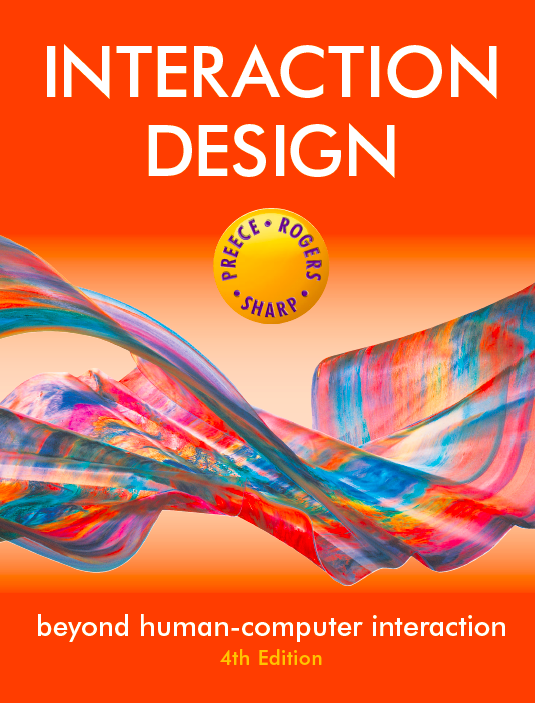 INTERACTION
DESIGN
PREECE • ROGERS
• SHARP •
beyond human-computer interaction
4th Edition